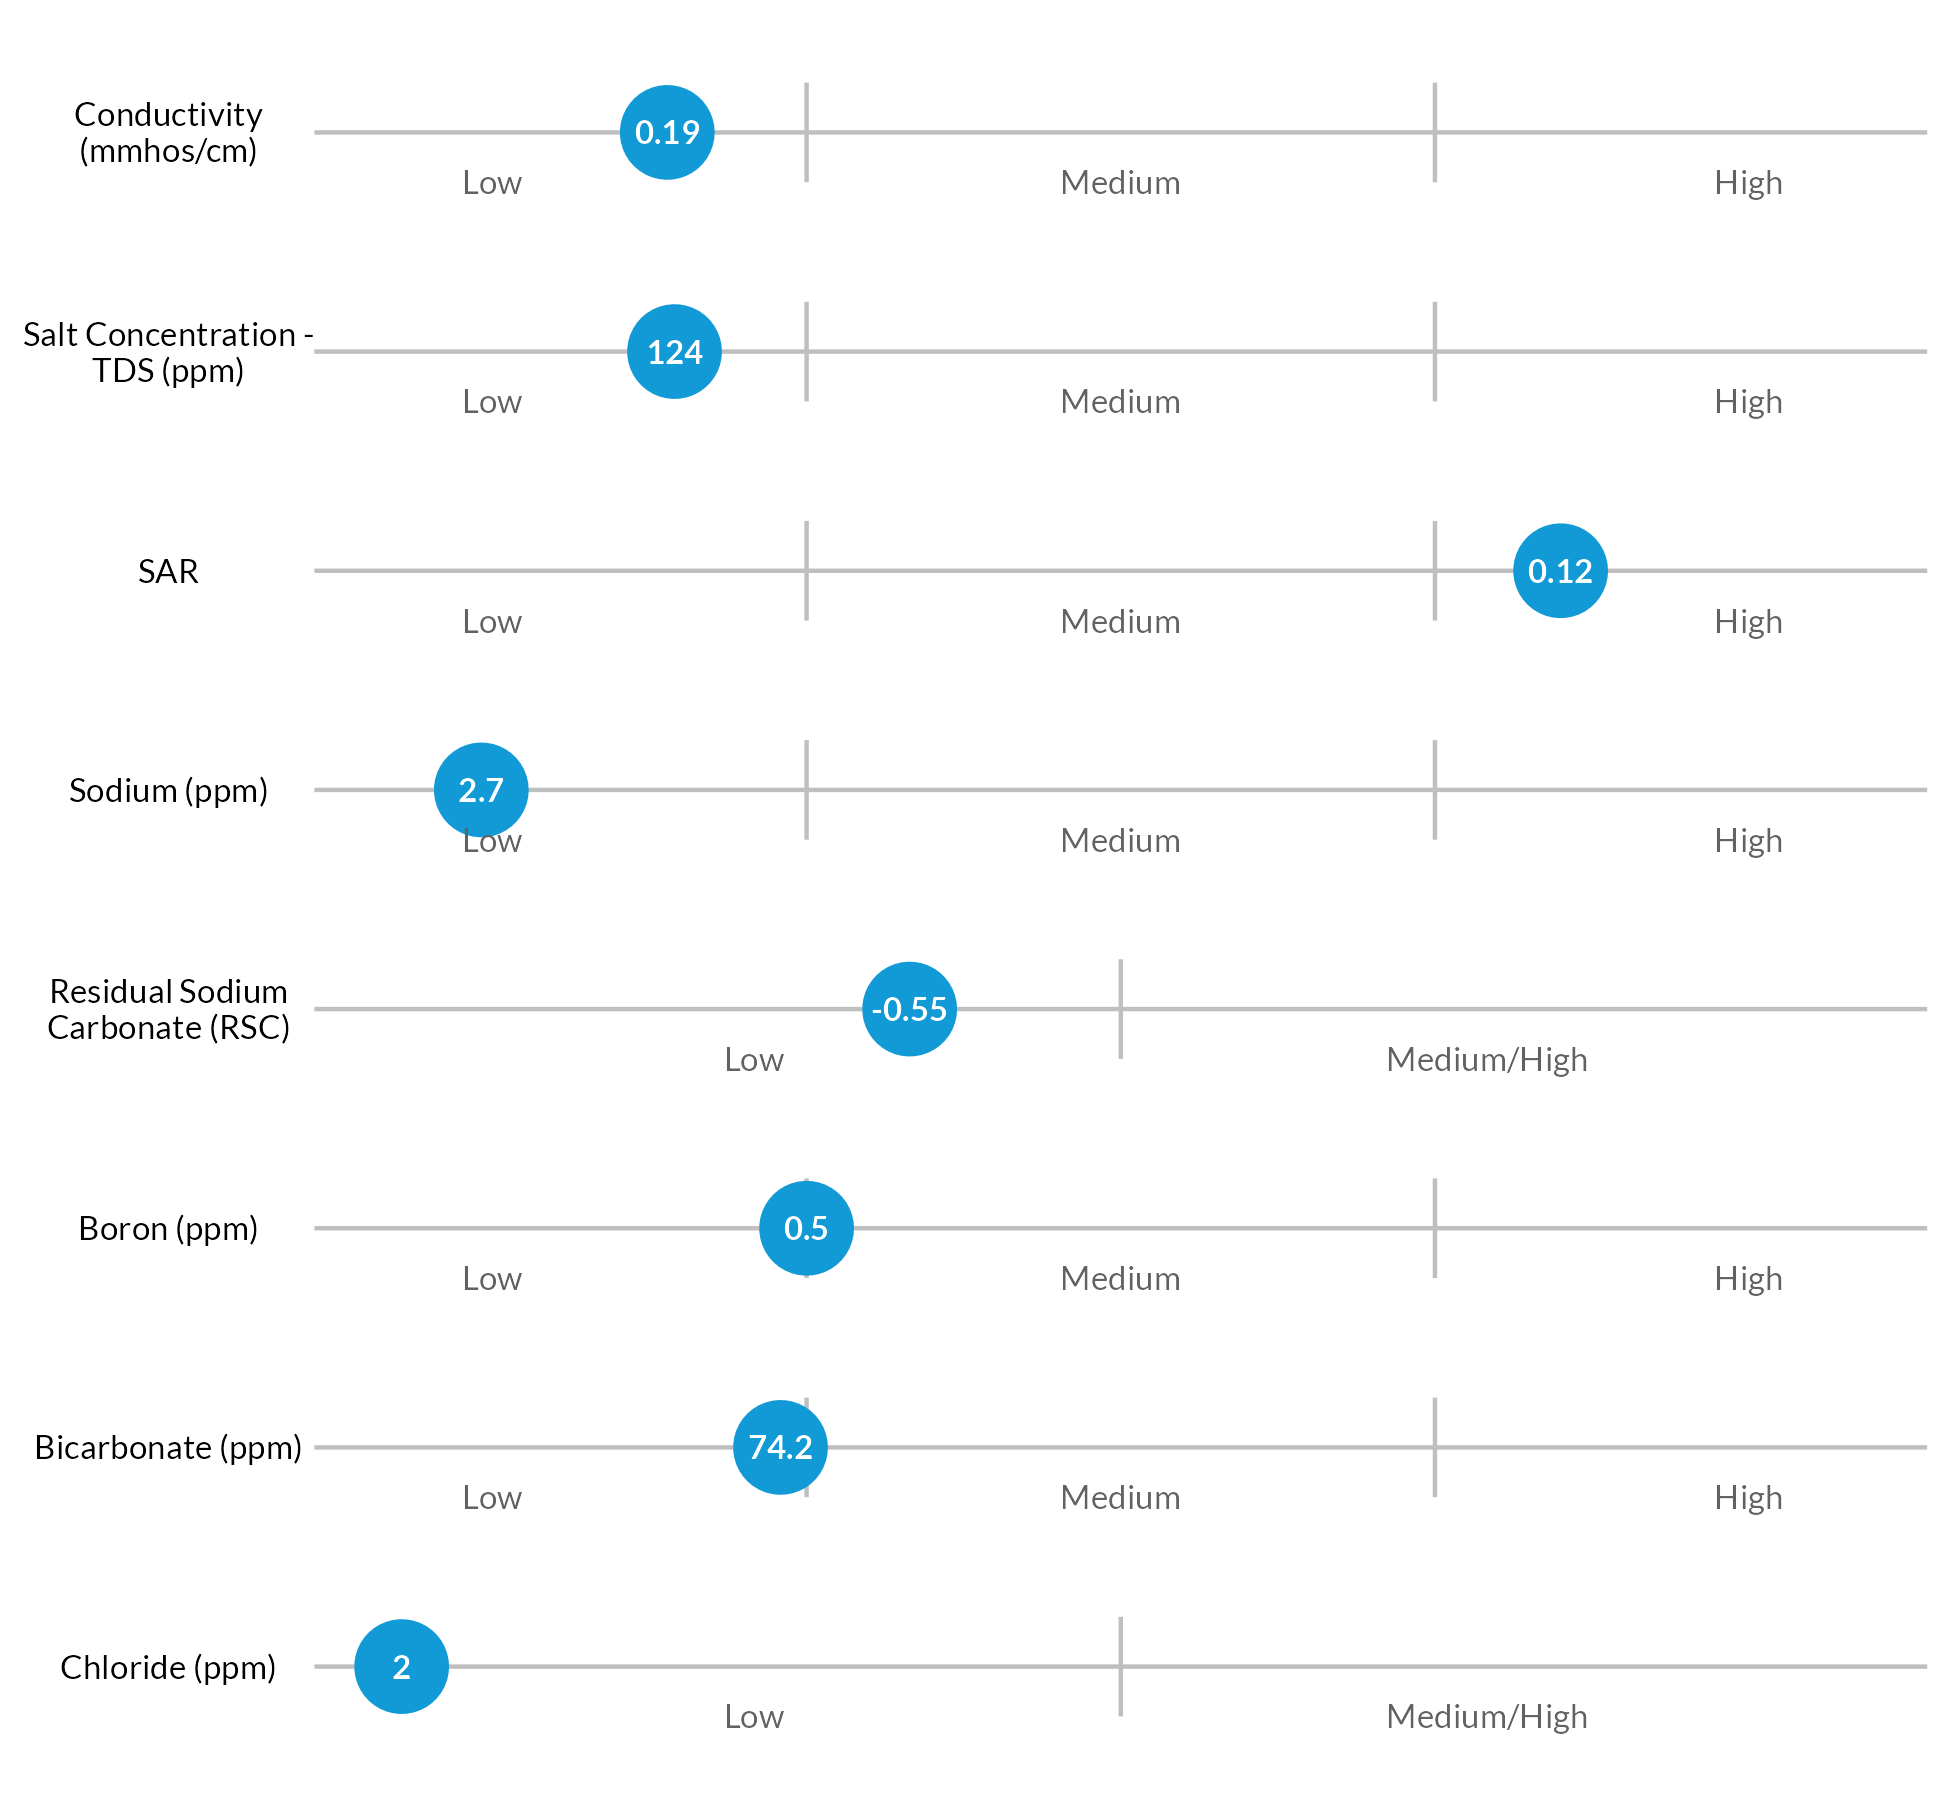 Conductivity
(mmhos/cm)
0.19
Low Medium High
Salt Concentration -
TDS (ppm)
124
Low Medium High
SAR
0.12
Low Medium High
Sodium (ppm)
2.7
Low Medium High
Residual Sodium
Carbonate (RSC)
-0.55
Low Medium/High
Boron (ppm)
0.5
Low Medium High
Bicarbonate (ppm)
74.2
Low Medium High
Chloride (ppm)
2
Low Medium/High